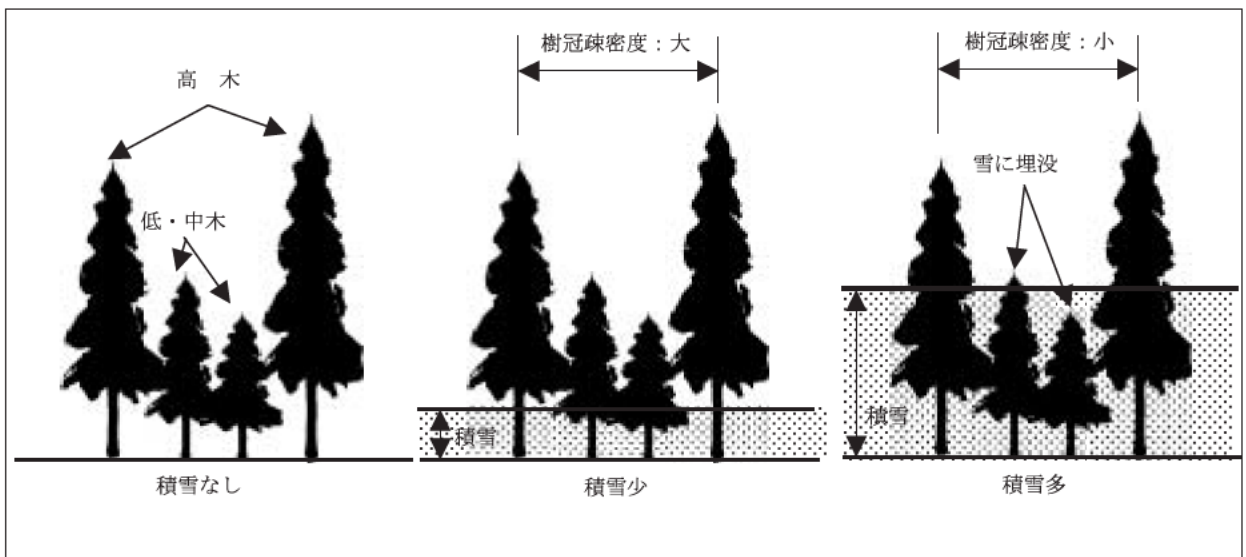 高　木
低・中木
積雪なし
樹冠疎密度：大
積雪
積雪少
樹冠疎密度：小
雪に埋没
積雪
積雪多